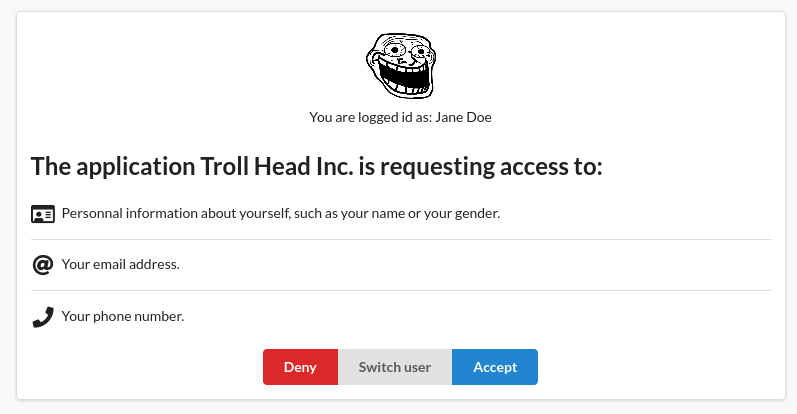 You are logged id as: Jane Doe
The application Troll Head Inc. is requesting access to:
Personnal information about yourself, such as your name or your gender.
Your email address.
Your phone number.
Deny Switch user Accept